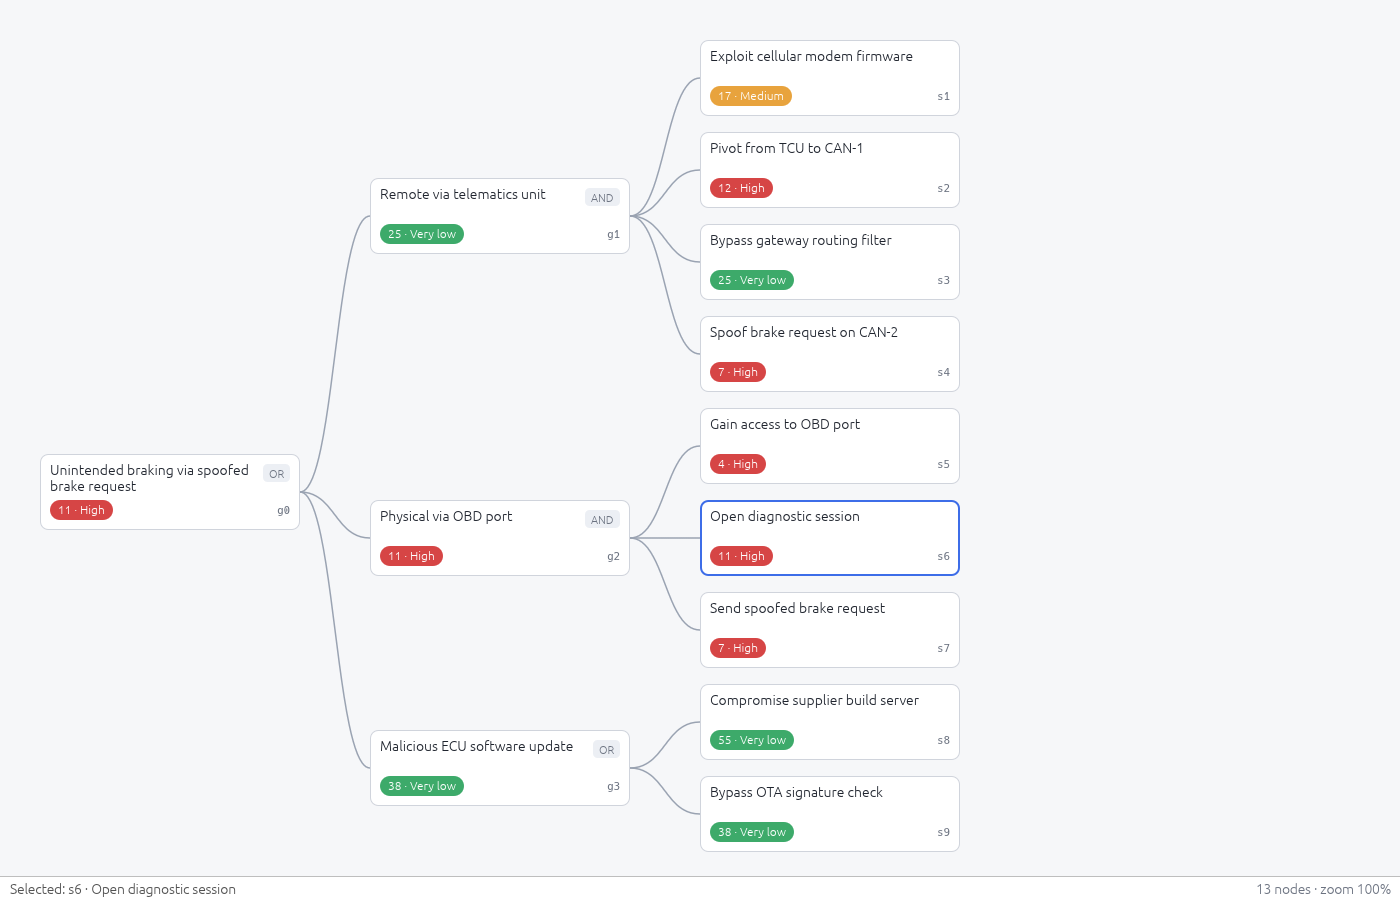 Unintended braking via spoofed
brake request
OR
11 · High
g0
Remote via telematics unit
AND
25 · Very low
g1
Physical via OBD port
AND
11 · High
g2
Malicious ECU software update
OR
38 · Very low
g3
Exploit cellular modem firmware
17 · Medium
s1
Pivot from TCU to CAN-1
12 · High
s2
Bypass gateway routing filter
25 · Very low
s3
Spoof brake request on CAN-2
7 · High
s4
Gain access to OBD port
4 · High
s5
Open diagnostic session
11 · High
s6
Send spoofed brake request
7 · High
s7
Compromise supplier build server
55 · Very low
s8
Bypass OTA signature check
38 · Very low
s9
Selected: s6 · Open diagnostic session
13 nodes · zoom 100%